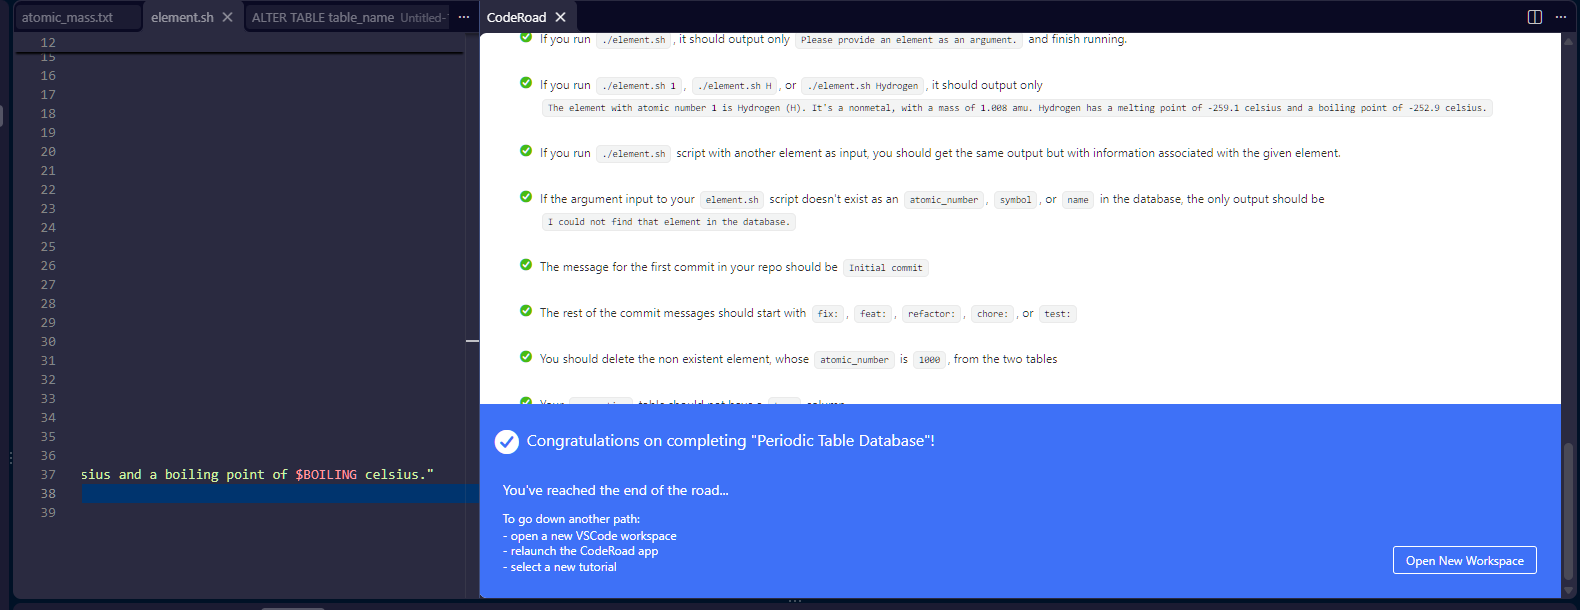 atomic_mass.txt
element.sh
ALTER TABLE table_name Untitled-
CodeRoad
12
15
16
17
18
19
20
21
22
23
24
25
26
27
28
29
30
31
32
33
34
35
36
37 sius and a boiling point of $BOILING celsius."
38
39
If you run ./element.sh , it should output only Please provide an element as an argument. and finish running.
If you run ./element.sh 1 , ./element.sh H , or ./element.sh Hydrogen , it should output only
The element with atomic number 1 is Hydrogen (H). It's a nonmetal, with a mass of 1.008 amu. Hydrogen has a melting point of -259.1 celsius and a boiling point of -252.9 celsius.
If you run ./element.sh script with another element as input, you should get the same output but with information associated with the given element.
If the argument input to your element.sh script doesn't exist as an atomic_number , symbol , or name in the database, the only output should be
I could not find that element in the database.
The message for the first commit in your repo should be Initial commit
The rest of the commit messages should start with fix: , feat: , refactor: , chore: , or test:
You should delete the non existent element, whose atomic_number is 1000 , from the two tables
Congratulations on completing "Periodic Table Database"!
You've reached the end of the road...
To go down another path:
- open a new VSCode workspace
- relaunch the CodeRoad app
- select a new tutorial
Open New Workspace